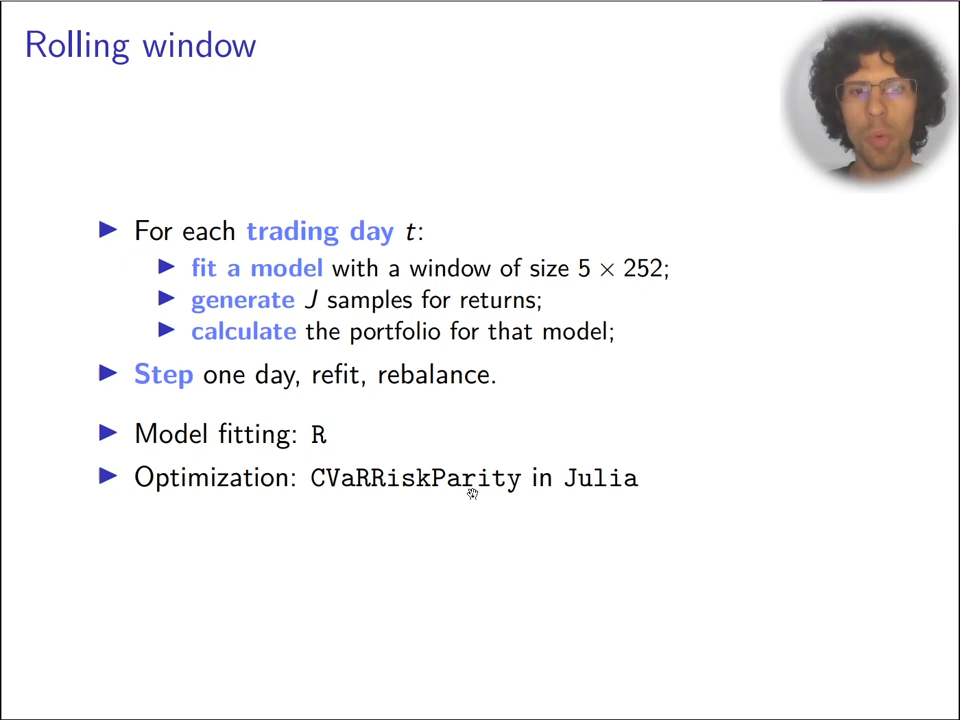 Rolling window
▶ For each trading day t:
▶ fit a model with a window of size 5 × 252;
▶ generate J samples for returns;
▶ calculate the portfolio for that model;
▶ Step one day, refit, rebalance.
▶ Model fitting: R
▶ Optimization: CVaRRiskParity in Julia